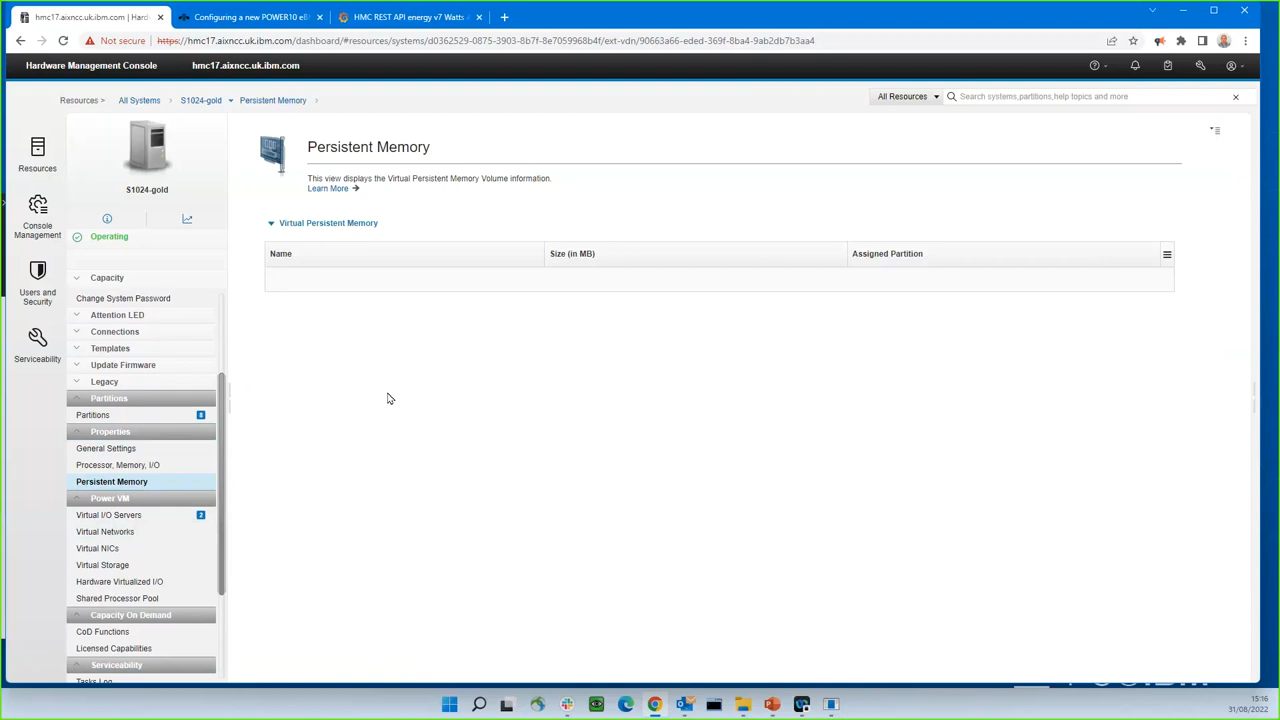 hmc17.aixncc.uk.ibm.com | Hard
Configuring a new POWER10 eB
HMC REST API energy v7 Watts
Not secure
https://hmc17.aixncc.uk.ibm.com/dashboard/#resources/systems/d0362529-0875-3903-8b7f-8e7059968b4f/ext-vdn/90663a66-eded-369f-8ba4-9ab2db7b3aa4
Hardware Management Console
hmc17.aixncc.uk.ibm.com
Resources >
All Systems
S1024-gold
Persistent Memory
All Resources
Search systems,partitions,help topics and more
Resources
Console
Management
Users and
Security
Serviceability
S1024-gold
Operating
Capacity
Change System Password
Attention LED
Connections
Templates
Update Firmware
Legacy
Partitions
Partitions 8
Properties
General Settings
Processor, Memory, I/O
Persistent Memory
Power VM
Virtual I/O Servers 2
Virtual Networks
Virtual NICs
Virtual Storage
Hardware Virtualized I/O
Shared Processor Pool
Capacity On Demand
CoD Functions
Licensed Capabilities
Serviceability
Tasks Log
Persistent Memory
This view displays the Virtual Persistent Memory Volume information.
Learn More
Virtual Persistent Memory
Name
Size (in MB)
Assigned Partition
15:16
31/08/2022